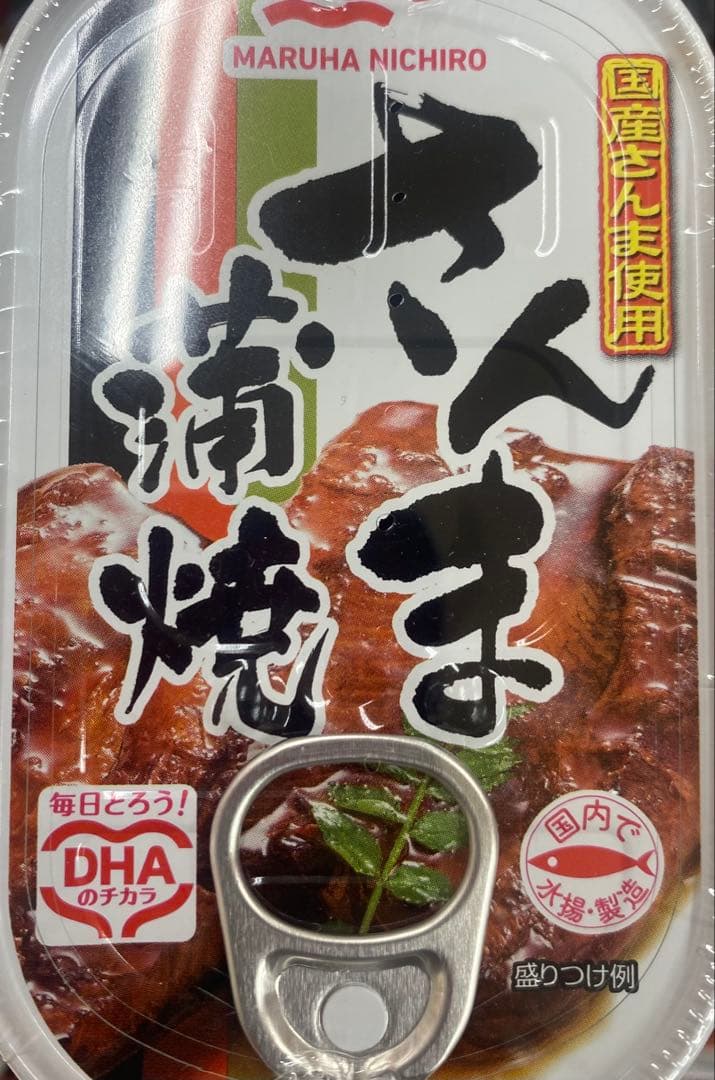 MARUHA NICHIRO
国産さんま使用
さんま
蒲焼
毎日とろう!
DHA
のチカラ
国内で
水揚・製造
盛りつけ例